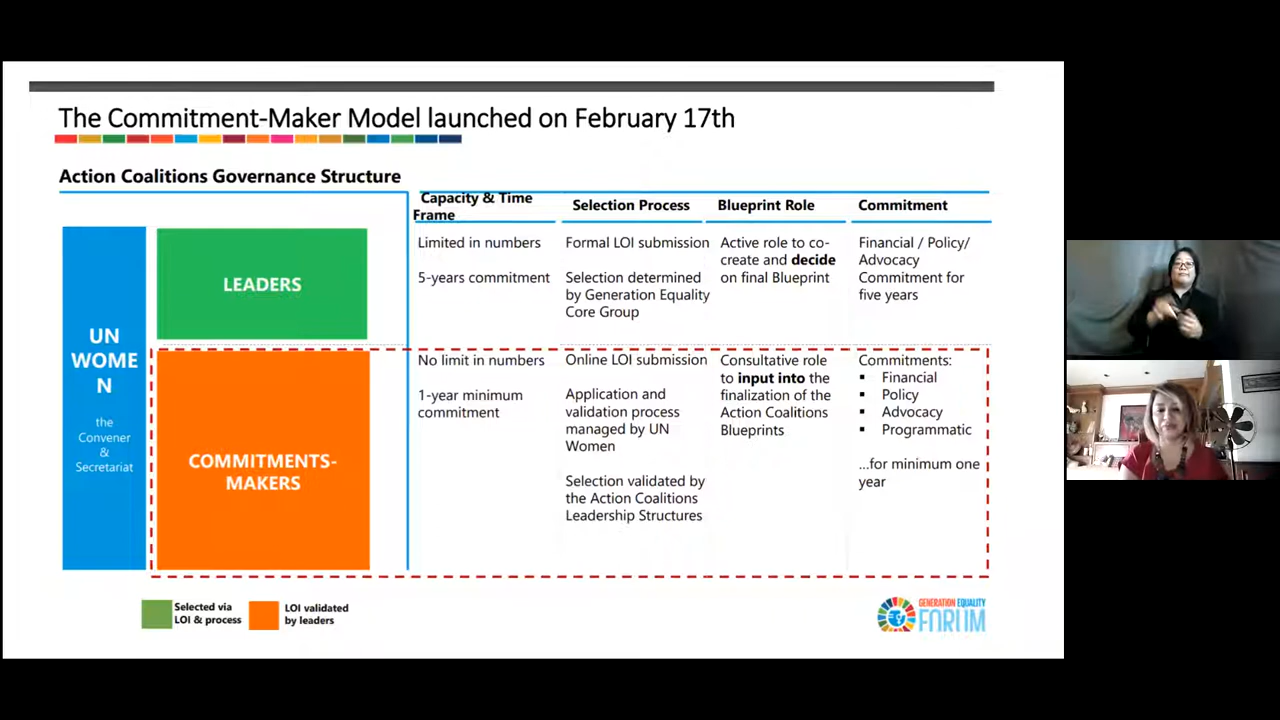 The Commitment-Maker Model launched on February 17th
Action Coalitions Governance Structure
Capacity & Time
Frame
Selection Process
Blueprint Role
Commitment
UN
WOME
N
the
Convener
&
Secretariat
LEADERS
Limited in numbers
5-years commitment
Formal LOI submission
Selection determined
by Generation Equality
Core Group
Active role to co-
create and decide
on final Blueprint
Financial / Policy/
Advocacy
Commitment for
five years
COMMITMENTS-
MAKERS
No limit in numbers
1-year minimum
commitment
Online LOI submission
Application and
validation process
managed by UN
Women
Selection validated by
the Action Coalitions
Leadership Structures
Consultative role
to input into the
finalization of the
Action Coalitions
Blueprints
Commitments:
▪ Financial
▪ Policy
▪ Advocacy
▪ Programmatic
...for minimum one
year
Selected via
LOI & process
LOI validated
by leaders
GENERATION EQUALITY
FORUM